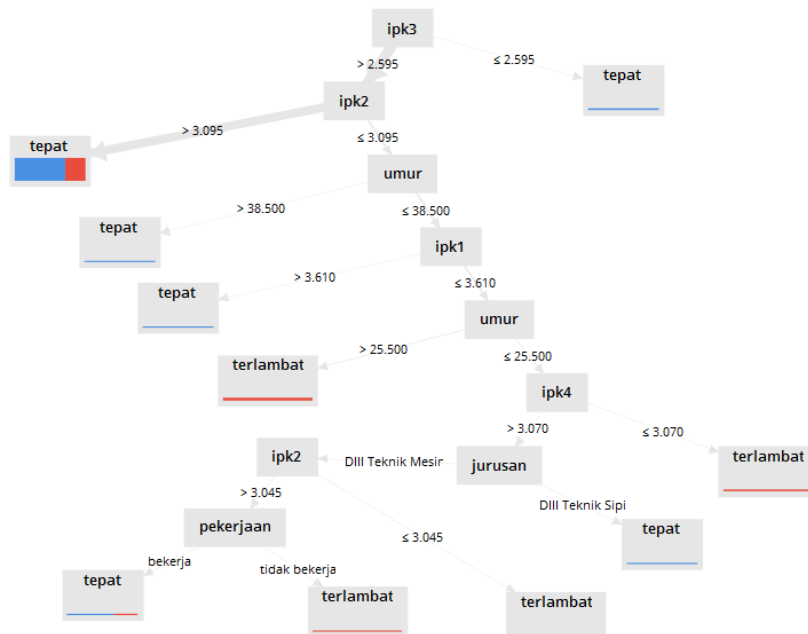 ipk3
> 2.595
≤ 2.595
tepat
ipk2
> 3.095
≤ 3.095
tepat
umur
> 38.500
≤ 38.500
tepat
ipk1
> 3.610
≤ 3.610
tepat
umur
> 25.500
≤ 25.500
terlambat
ipk4
> 3.070
≤ 3.070
ipk2
DIII Teknik Mesin
jurusan
terlambat
> 3.045
DIII Teknik Sipi
pekerjaan
≤ 3.045
tepat
bekerja
tidak bekerja
tepat
terlambat
terlambat